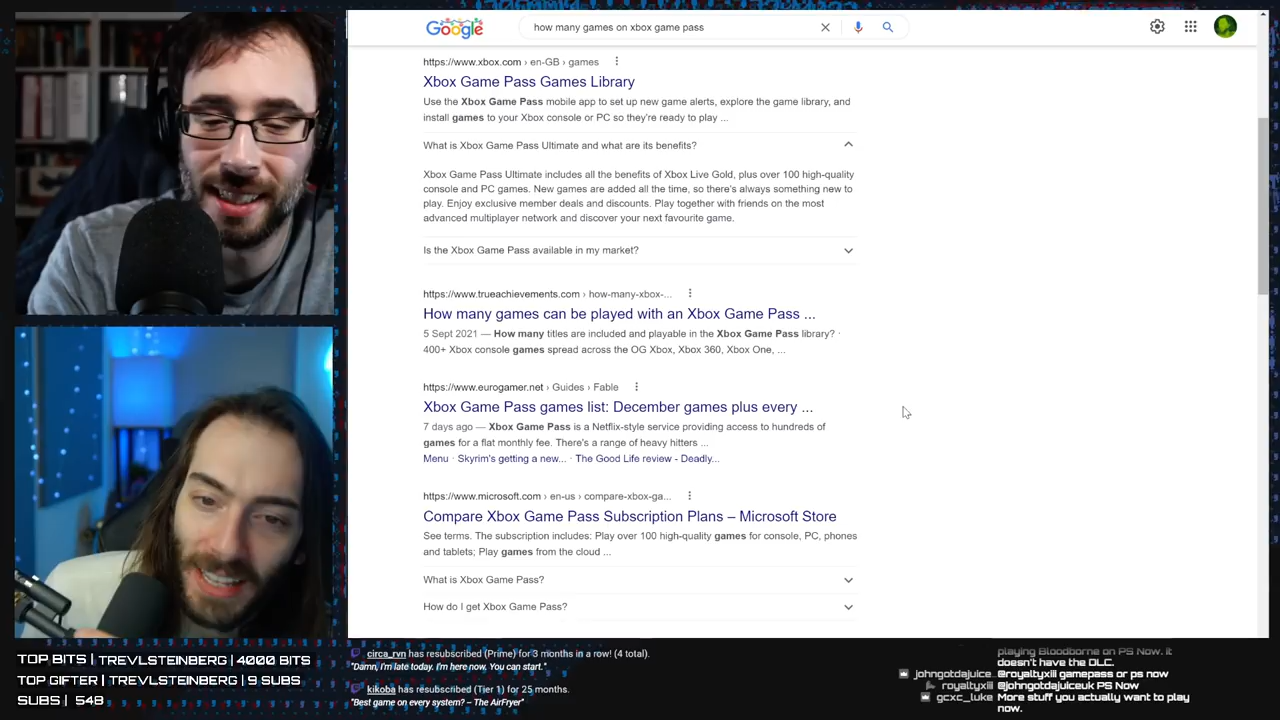 Google
how many games on xbox game pass
https://www.xbox.com › en-GB › games
Xbox Game Pass Games Library
Use the Xbox Game Pass mobile app to set up new game alerts, explore the game library, and
install games to your Xbox console or PC so they're ready to play ...
What is Xbox Game Pass Ultimate and what are its benefits?
Xbox Game Pass Ultimate includes all the benefits of Xbox Live Gold, plus over 100 high-quality
console and PC games. New games are added all the time, so there's always something new to
play. Enjoy exclusive member deals and discounts. Play together with friends on the most
advanced multiplayer network and discover your next favourite game.
Is the Xbox Game Pass available in my market?
https://www.trueachievements.com › how-many-xbox-...
How many games can be played with an Xbox Game Pass ...
5 Sept 2021 — How many titles are included and playable in the Xbox Game Pass library? ·
400+ Xbox console games spread across the OG Xbox, Xbox 360, Xbox One, ...
https://www.eurogamer.net › Guides › Fable
Xbox Game Pass games list: December games plus every ...
7 days ago — Xbox Game Pass is a Netflix-style service providing access to hundreds of
games for a flat monthly fee. There's a range of heavy hitters ...
Menu · Skyrim's getting a new... · The Good Life review - Deadly...
https://www.microsoft.com › en-us › compare-xbox-ga...
Compare Xbox Game Pass Subscription Plans – Microsoft Store
See terms. The subscription includes: Play over 100 high-quality games for console, PC, phones
and tablets; Play games from the cloud ...
What is Xbox Game Pass?
How do I get Xbox Game Pass?
TOP BITS | TREVLSTEINBERG | 4000 BITS
TOP GIFTER | TREVLSTEINBERG | 9 SUBS
SUBS | 548
circa_rvn has resubscribed (Prime) for 3 months in a row! (4 total).
"Damn, I'm late today. I'm here now. You can start."
kikoba has resubscribed (Tier 1) for 25 months.
"Best game on every system? – The AirFryer"
playing Bloodborne on PS Now. it
doesn't have the DLC.
johngotdajuice... @royaltyxiii gamepass or ps now
royaltyxiii @johngotdajuiceuk PS Now
gcxc_luke More stuff you actually want to play
now.